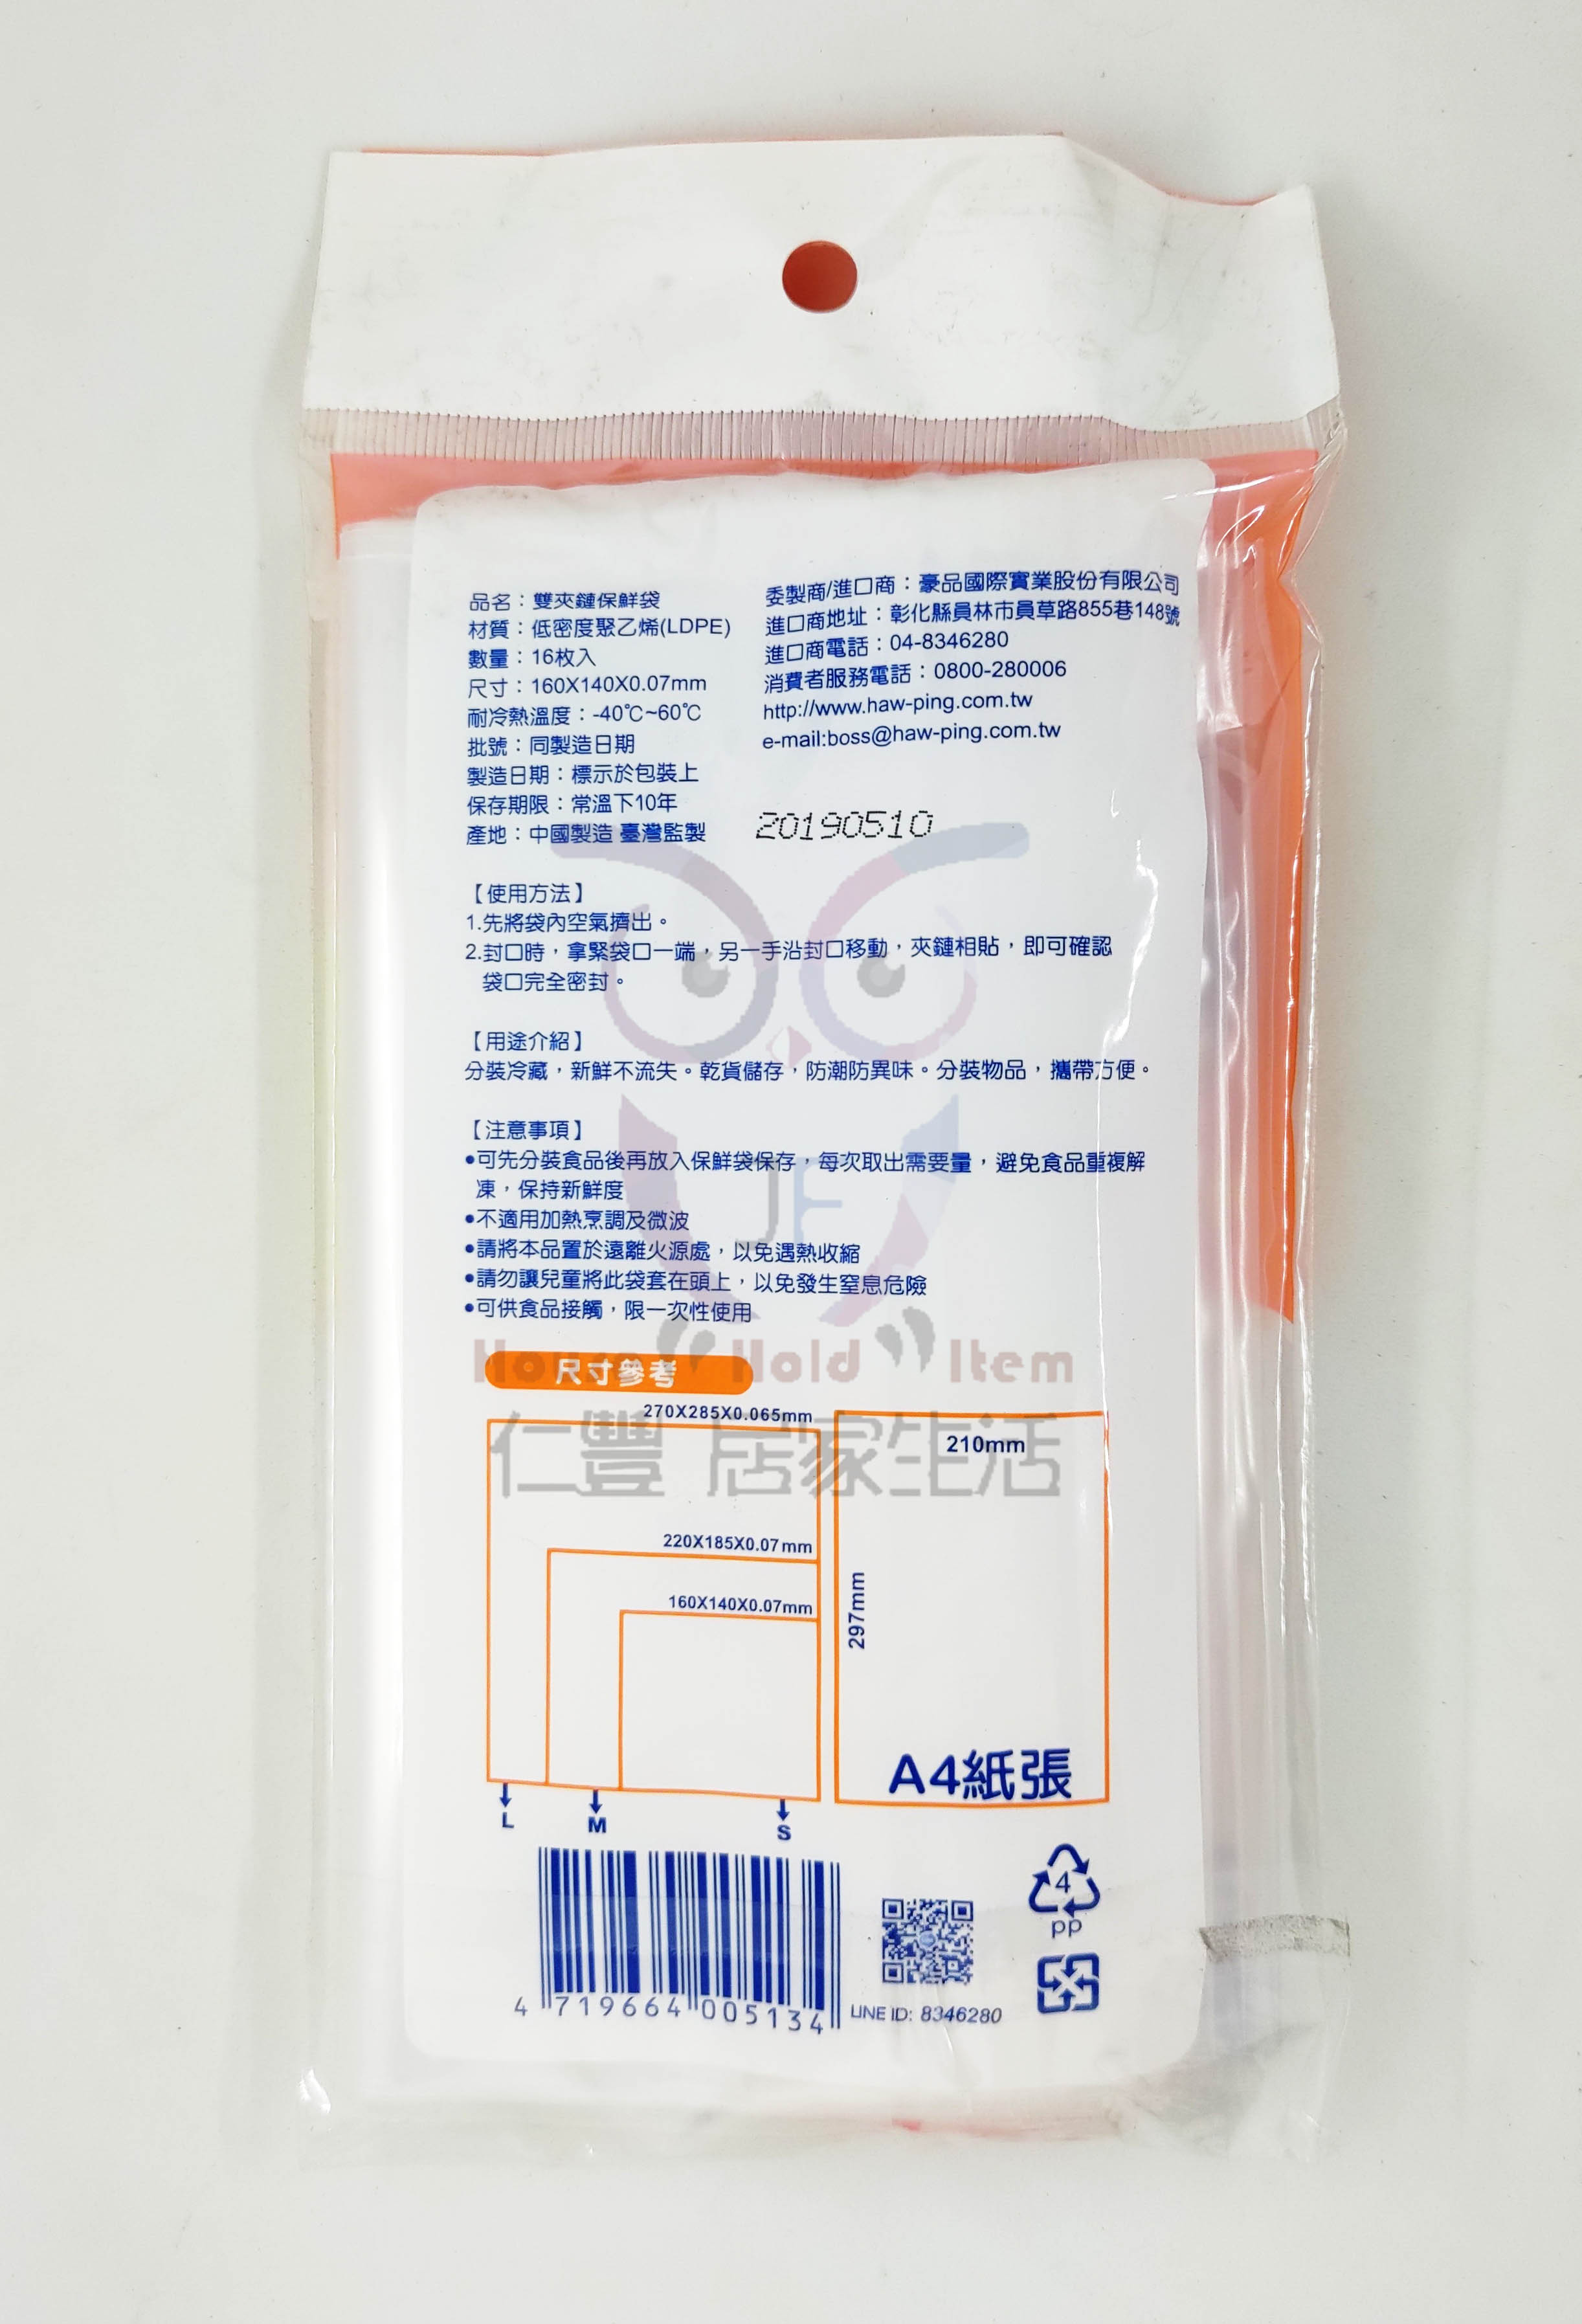 品名：雙夾鏈保鮮袋
材質：低密度聚乙烯(LDPE)
數量：16枚入
尺寸：160X140X0.07mm
耐冷熱溫度：-40℃~60℃
批號：同製造日期
製造日期：標示於包裝上
保存期限：常溫下10年
產地：中國製造 臺灣監製
委製商/進口商：豪品國際實業股份有限公司
進口商地址：彰化縣員林市員草路855巷148號
進口商電話：04-8346280
消費者服務電話：0800-280006
http://www.haw-ping.com.tw
e-mail:boss@haw-ping.com.tw
20190510
【使用方法】
1.先將袋內空氣擠出。
2.封口時，拿緊袋口一端，另一手沿封口移動，夾鏈相貼，即可確認
袋口完全密封。
【用途介紹】
分裝冷藏，新鮮不流失。乾貨儲存，防潮防異味。分裝物品，攜帶方便。
【注意事項】
•可先分裝食品後再放入保鮮袋保存，每次取出需要量，避免食品重複解
凍，保持新鮮度
•不適用加熱烹調及微波
•請將本品置於遠離火源處，以免遇熱收縮
•請勿讓兒童將此袋套在頭上，以免發生窒息危險
•可供食品接觸，限一次性使用
JF
House Hold Item
仁豐 居家生活
尺寸參考
270X285X0.065mm
220X185X0.07mm
160X140X0.07mm
L
M
S
210mm
297mm
A4紙張
4 719664 005134
LINE ID: 8346280
4
PP